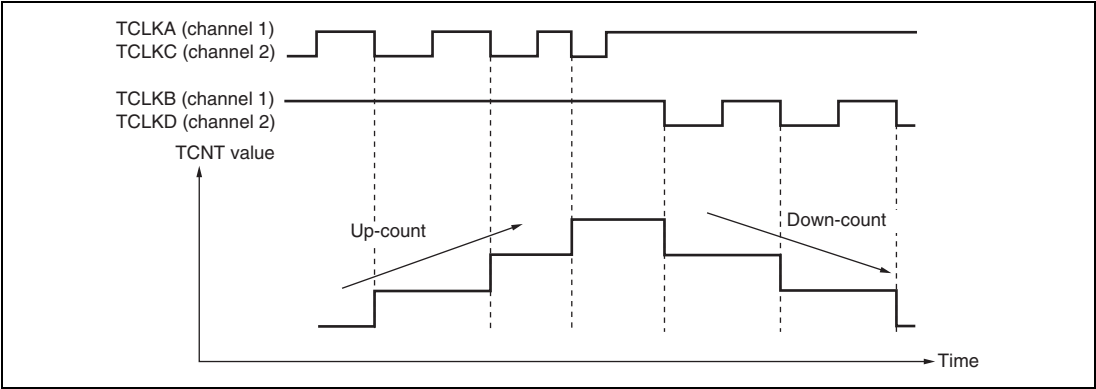 TCLKA (channel 1)
TCLKC (channel 2)
TCLKB (channel 1)
TCLKD (channel 2)
TCNT value
Up-count
Down-count
Time